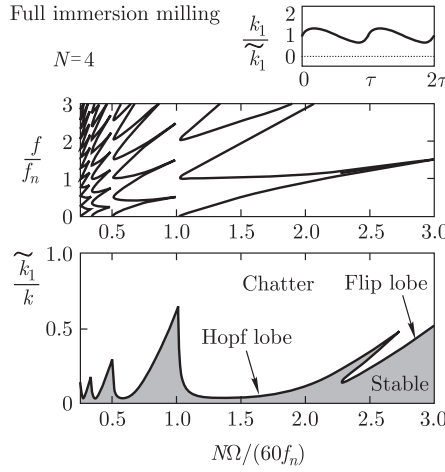 Full immersion milling
N=4
k₁/k̃₁
2
1
0
0 τ 2τ
f/fₙ
3
2
1
0
0.5 1.0 1.5 2.0 2.5 3.0
k̃₁/k
1.0
0.5
0
Chatter
Flip lobe
Hopf lobe
Stable
0.5 1.0 1.5 2.0 2.5 3.0
NΩ/(60fₙ)